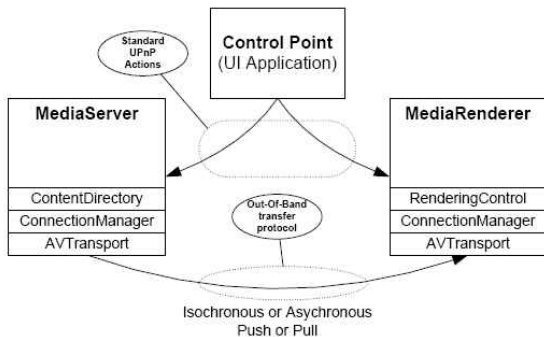 Standard
UPnP
Actions
Control Point
(UI Application)
MediaServer
MediaRenderer
ContentDirectory
ConnectionManager
AVTransport
Out-Of-Band
transfer
protocol
RenderingControl
ConnectionManager
AVTransport
Isochronous or Asychronous
Push or Pull